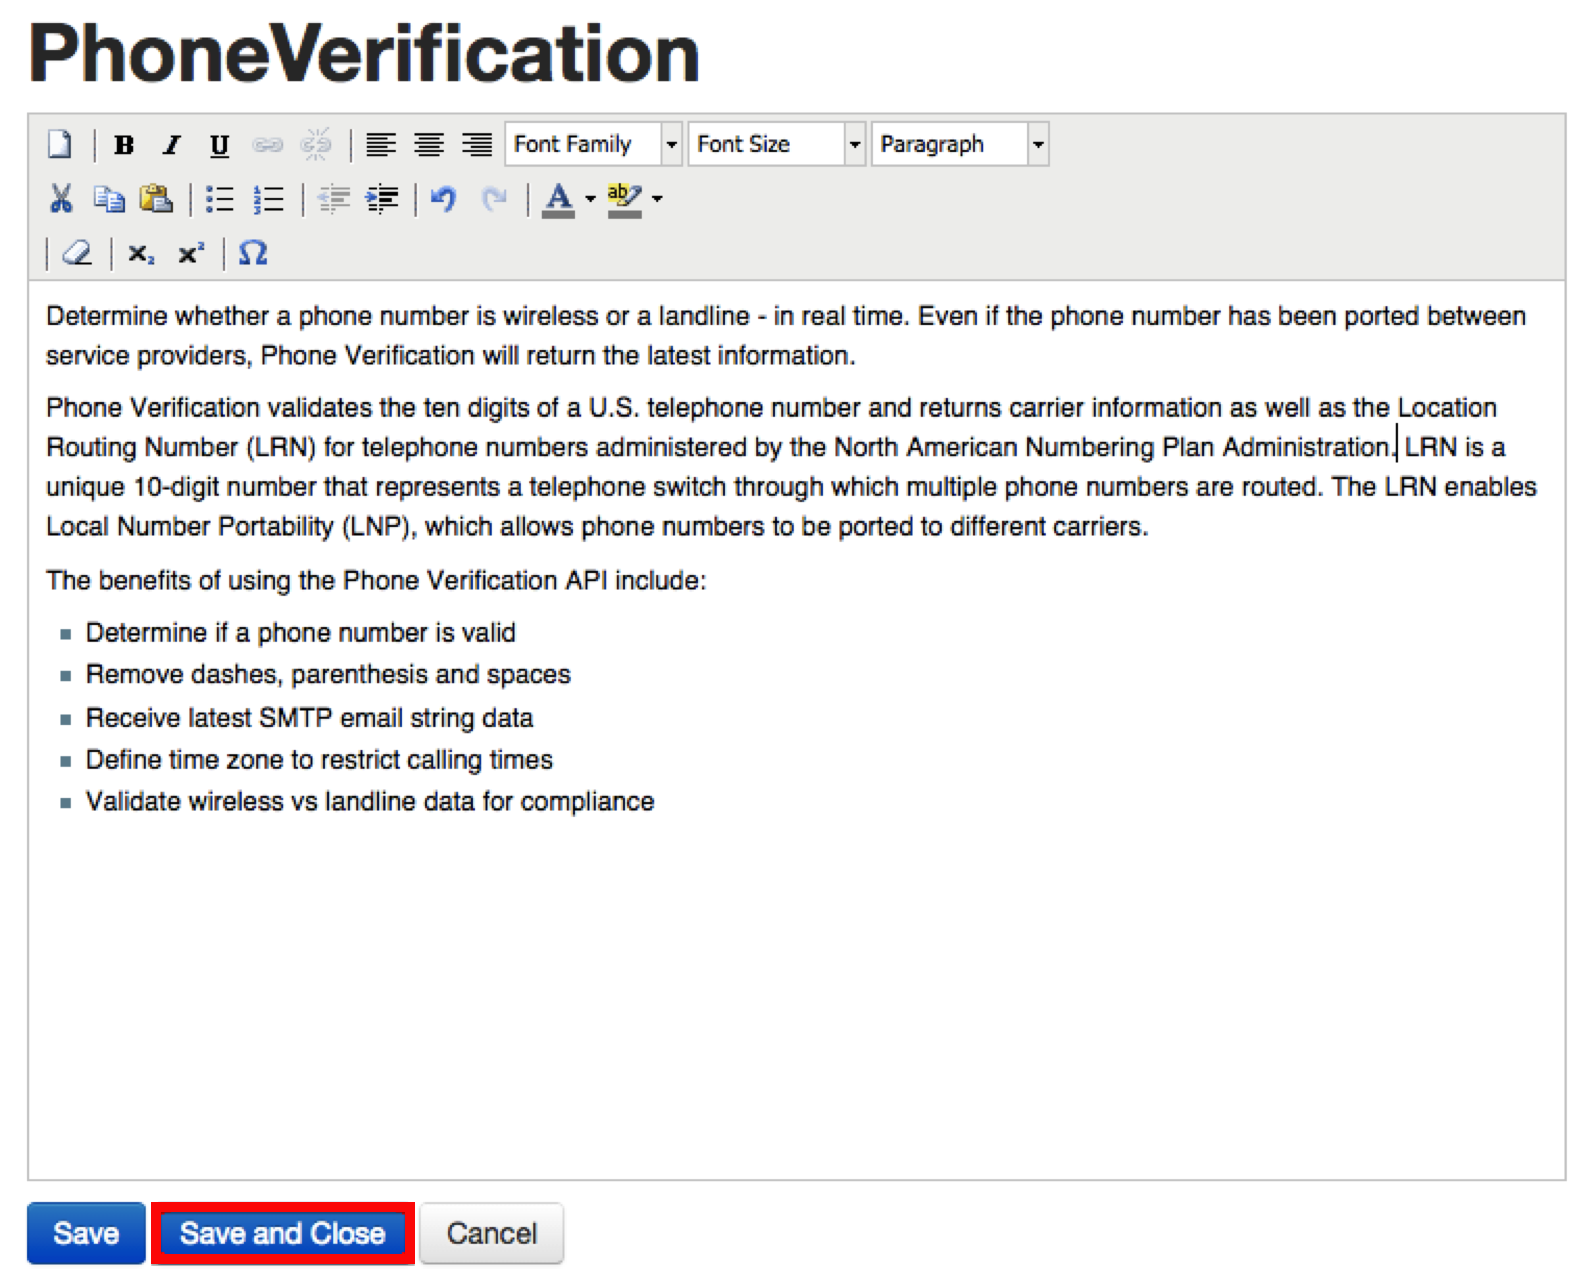 PhoneVerification
B I U Font Family Font Size Paragraph
A ab
x₂ x² Ω
Determine whether a phone number is wireless or a landline - in real time. Even if the phone number has been ported between
service providers, Phone Verification will return the latest information.
Phone Verification validates the ten digits of a U.S. telephone number and returns carrier information as well as the Location
Routing Number (LRN) for telephone numbers administered by the North American Numbering Plan Administration. LRN is a
unique 10-digit number that represents a telephone switch through which multiple phone numbers are routed. The LRN enables
Local Number Portability (LNP), which allows phone numbers to be ported to different carriers.
The benefits of using the Phone Verification API include:
Determine if a phone number is valid
Remove dashes, parenthesis and spaces
Receive latest SMTP email string data
Define time zone to restrict calling times
Validate wireless vs landline data for compliance
Save Save and Close Cancel